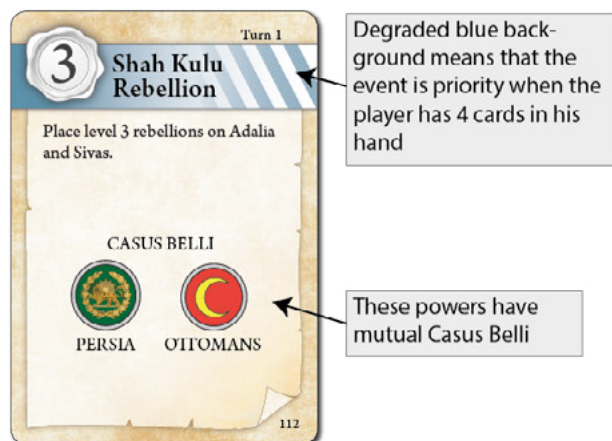 Turn 1
3
Shah Kulu
Rebellion
Place level 3 rebellions on Adalia
and Sivas.
CASUS BELLI
PERSIA OTTOMANS
112
Degraded blue back-
ground means that the
event is priority when the
player has 4 cards in his
hand
These powers have
mutual Casus Belli